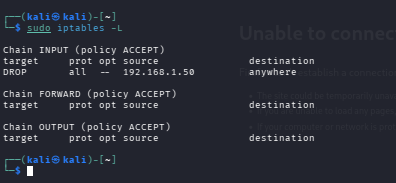 ┌──(kali㉿kali)-[~]
└─$ sudo iptables -L
Chain INPUT (policy ACCEPT)
target     prot opt source               destination
DROP       all  --  192.168.1.50         anywhere
Chain FORWARD (policy ACCEPT)
target     prot opt source               destination
Chain OUTPUT (policy ACCEPT)
target     prot opt source               destination
┌──(kali㉿kali)-[~]
└─$
Unable to connec